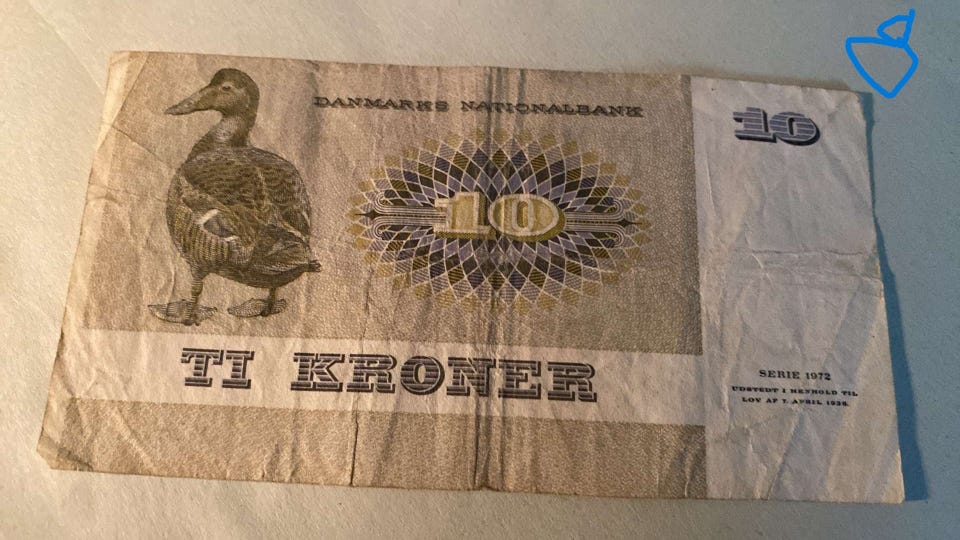 DANMARKS NATIONALBANK
10
10
TI KRONER
SERIE 1972
UDSTEDT I HENHOLD TIL
LOV AF 7. APRIL 1936.